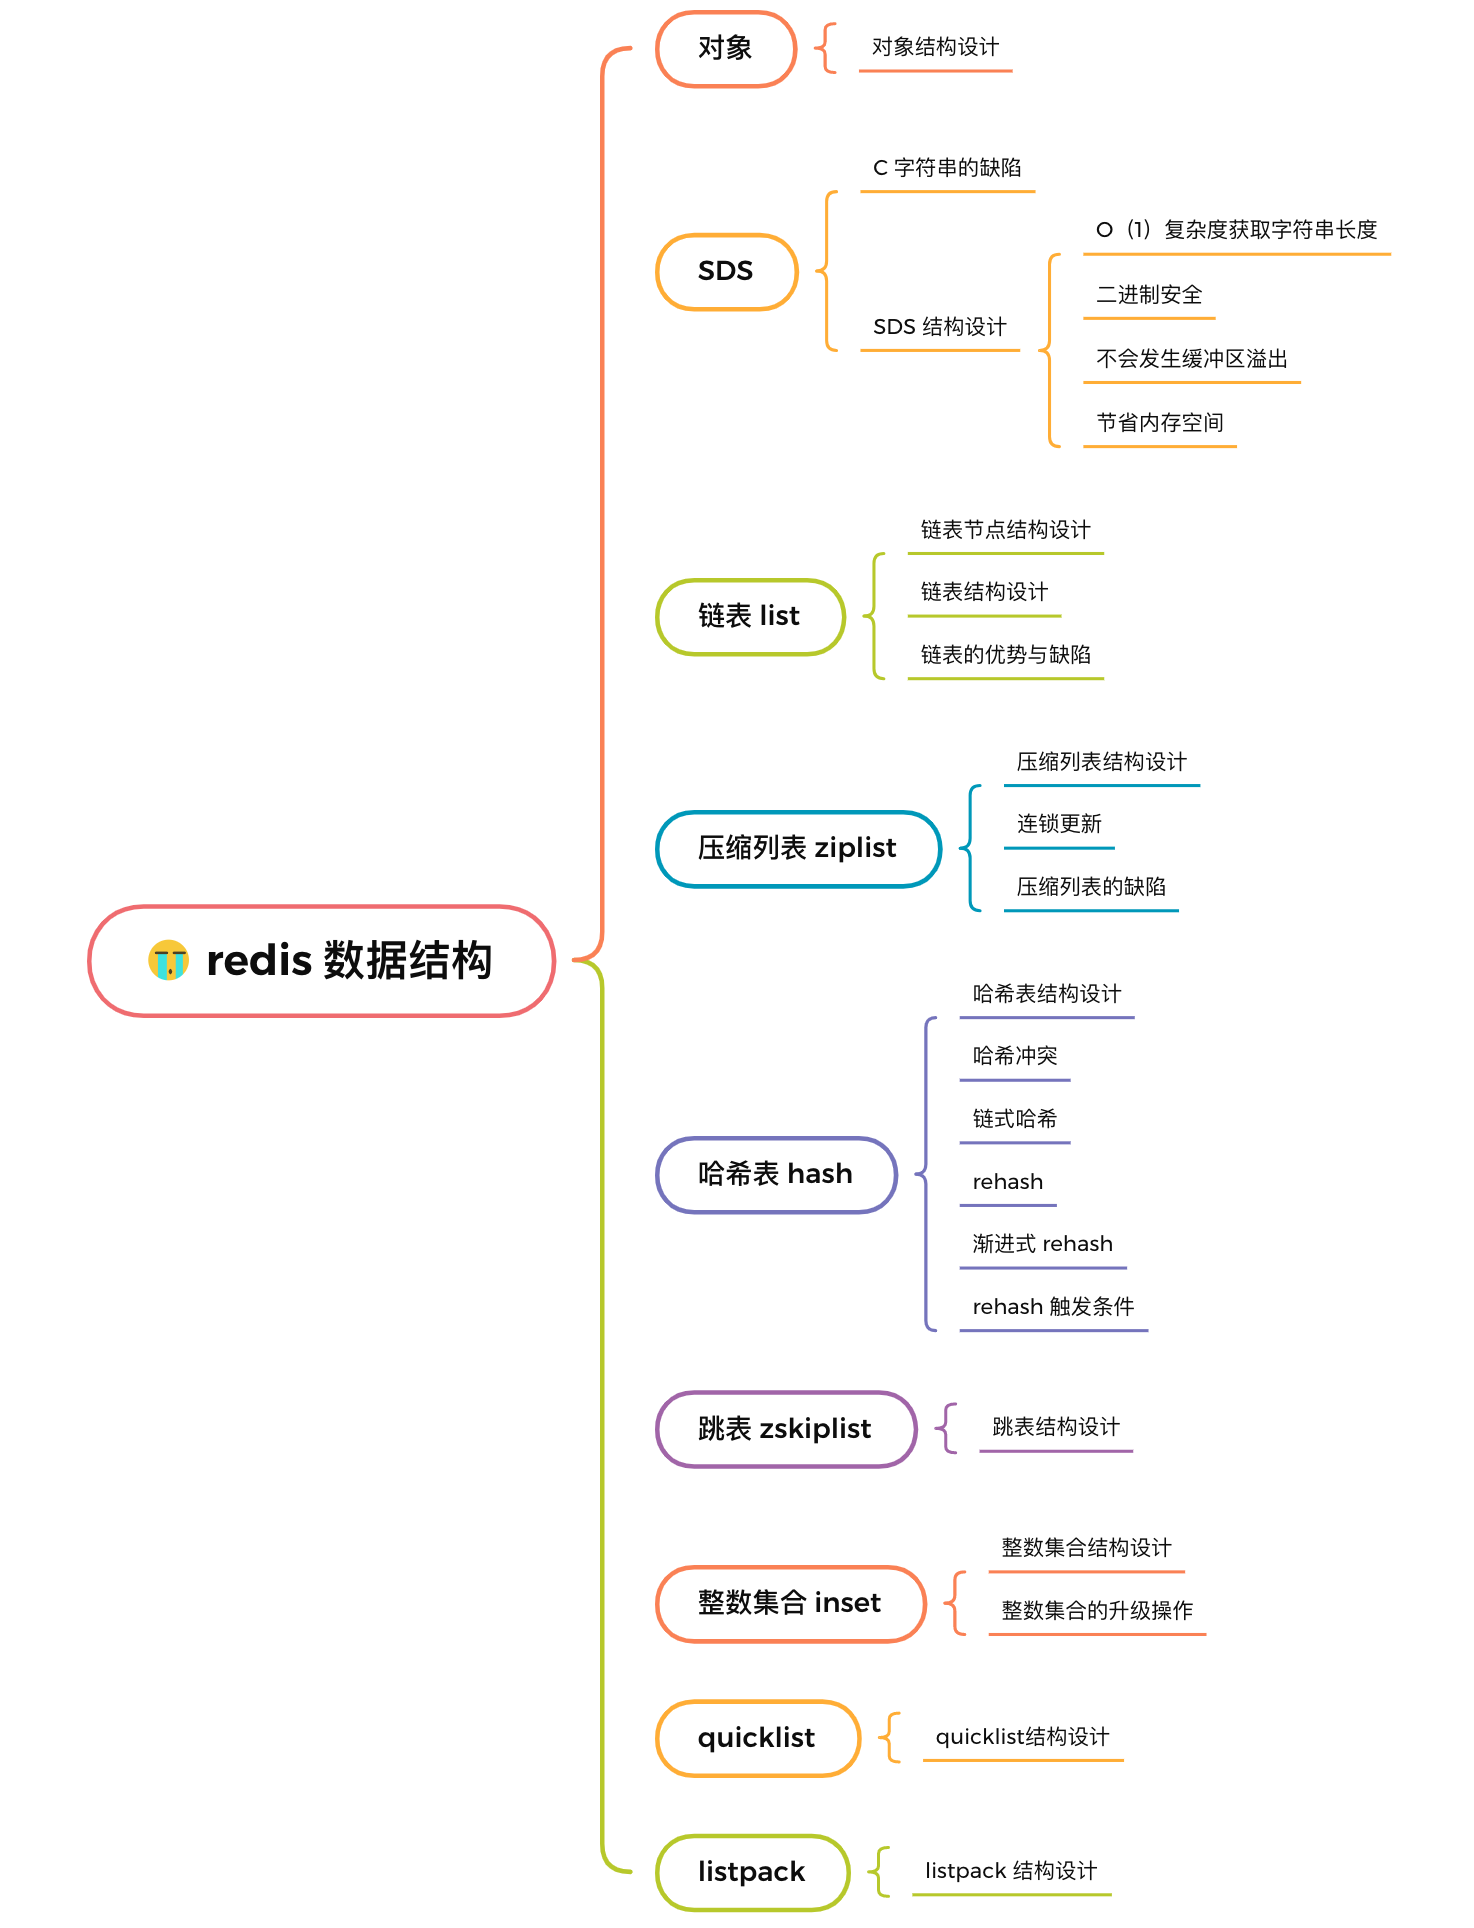 redis 数据结构
对象
对象结构设计
SDS
C 字符串的缺陷
SDS 结构设计
O（1）复杂度获取字符串长度
二进制安全
不会发生缓冲区溢出
节省内存空间
链表 list
链表节点结构设计
链表结构设计
链表的优势与缺陷
压缩列表 ziplist
压缩列表结构设计
连锁更新
压缩列表的缺陷
哈希表 hash
哈希表结构设计
哈希冲突
链式哈希
rehash
渐进式 rehash
rehash 触发条件
跳表 zskiplist
跳表结构设计
整数集合 inset
整数集合结构设计
整数集合的升级操作
quicklist
quicklist结构设计
listpack
listpack 结构设计